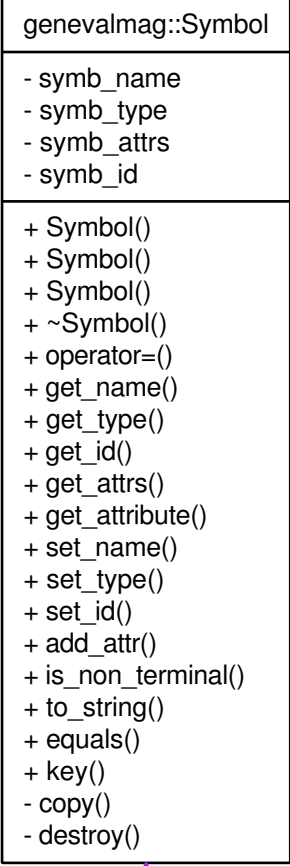 genevalmag::Symbol
- symb_name
- symb_type
- symb_attrs
- symb_id
+ Symbol()
+ Symbol()
+ Symbol()
+ ~Symbol()
+ operator=()
+ get_name()
+ get_type()
+ get_id()
+ get_attrs()
+ get_attribute()
+ set_name()
+ set_type()
+ set_id()
+ add_attr()
+ is_non_terminal()
+ to_string()
+ equals()
+ key()
- copy()
- destroy()